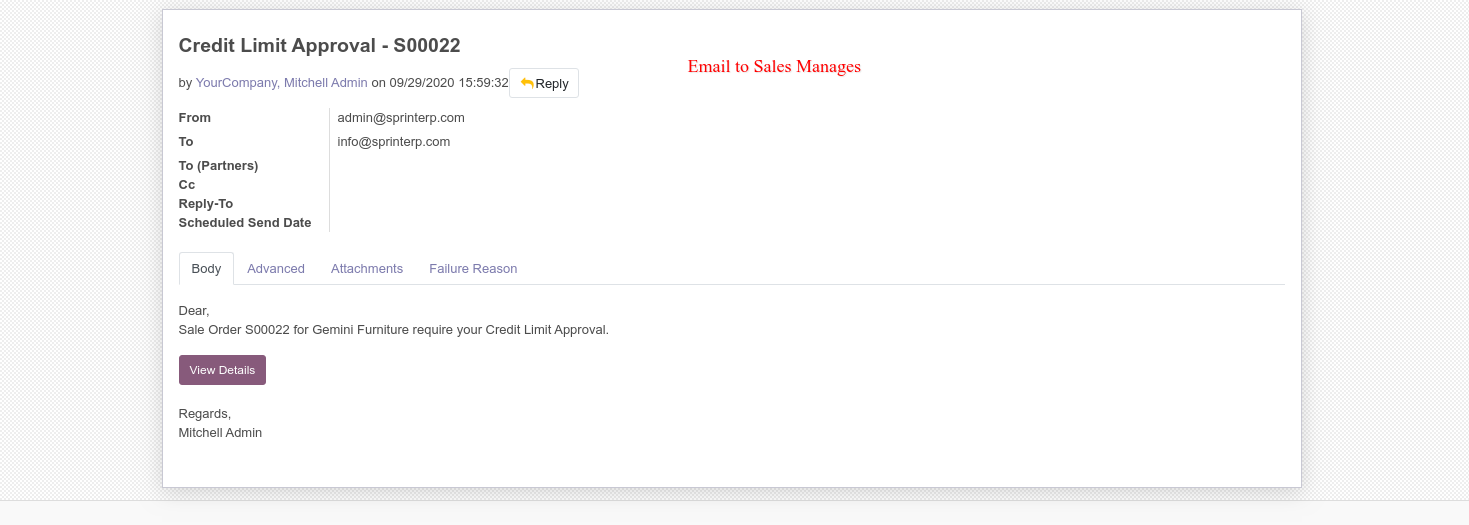 Credit Limit Approval - S00022
Email to Sales Manages
by YourCompany, Mitchell Admin on 09/29/2020 15:59:32 Reply
From admin@sprinterp.com
To info@sprinterp.com
To (Partners)
Cc
Reply-To
Scheduled Send Date
Body Advanced Attachments Failure Reason
Dear,
Sale Order S00022 for Gemini Furniture require your Credit Limit Approval.
View Details
Regards,
Mitchell Admin